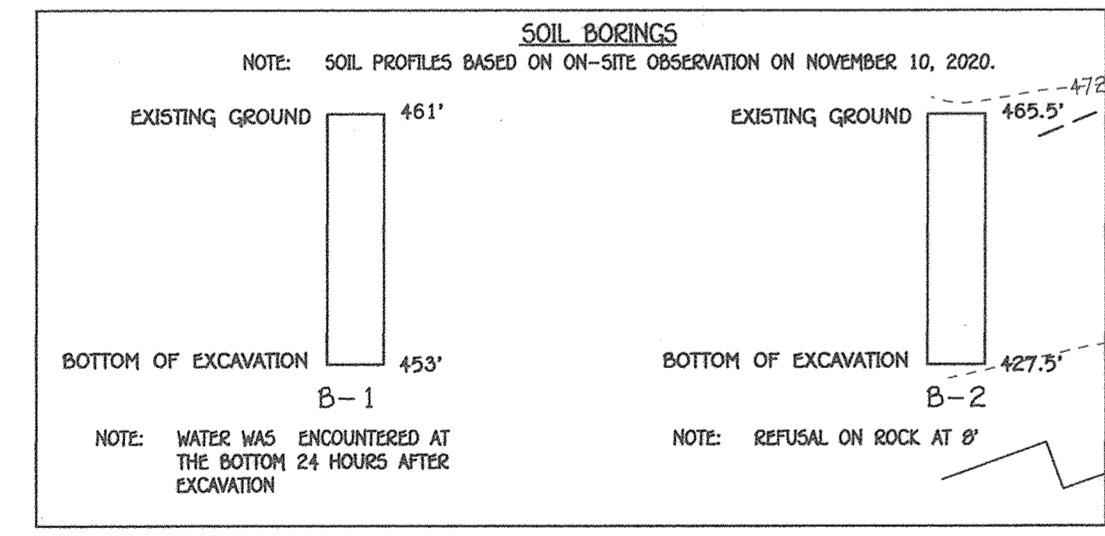 SOIL BORINGS
NOTE: SOIL PROFILES BASED ON ON-SITE OBSERVATION ON NOVEMBER 10, 2020.
472
EXISTING GROUND 461'
EXISTING GROUND 465.5'
BOTTOM OF EXCAVATION 453'
BOTTOM OF EXCAVATION 427.5'
B-1
B-2
NOTE: WATER WAS ENCOUNTERED AT
THE BOTTOM 24 HOURS AFTER
EXCAVATION
NOTE: REFUSAL ON ROCK AT 8'